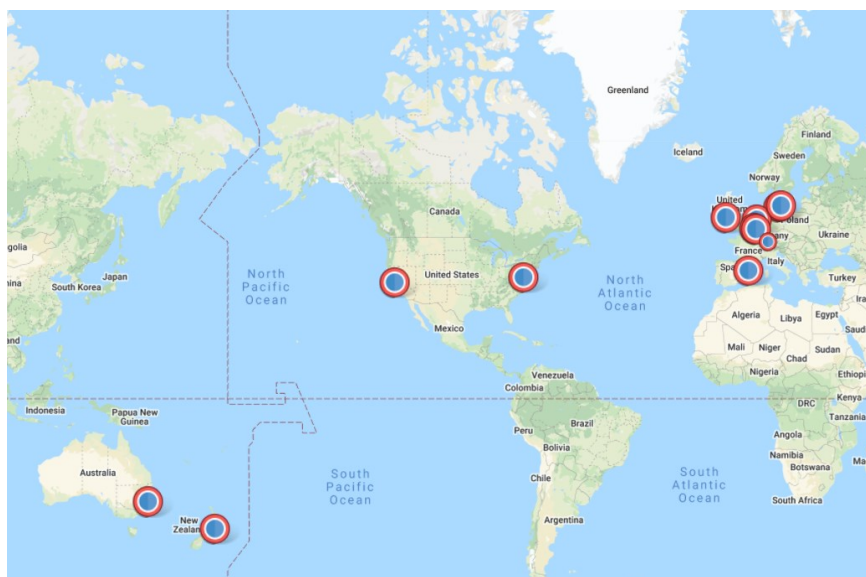 Greenland
Iceland
Finland
Sweden
Norway
United
Canada
Poland
Ukraine
France
Spa
Italy
Turkey
North
Pacific
Ocean
United States
North
Atlantic
Ocean
golia
Japan
South Korea
ina
Mexico
Algeria
Libya
Egypt
Ira
Saud
Mali
Niger
Chad
Sudan
Nigeria
Ethiop
Venezuela
Colombia
Kenya
DRC
Tanzania
and
Indonesia
Papua New
Guinea
Peru
Brazil
Bolivia
Angola
Namibia
Botswana
Ma
Chile
South Africa
Argentina
South
Pacific
Ocean
South
Atlantic
Ocean
Australia
New
Zealan